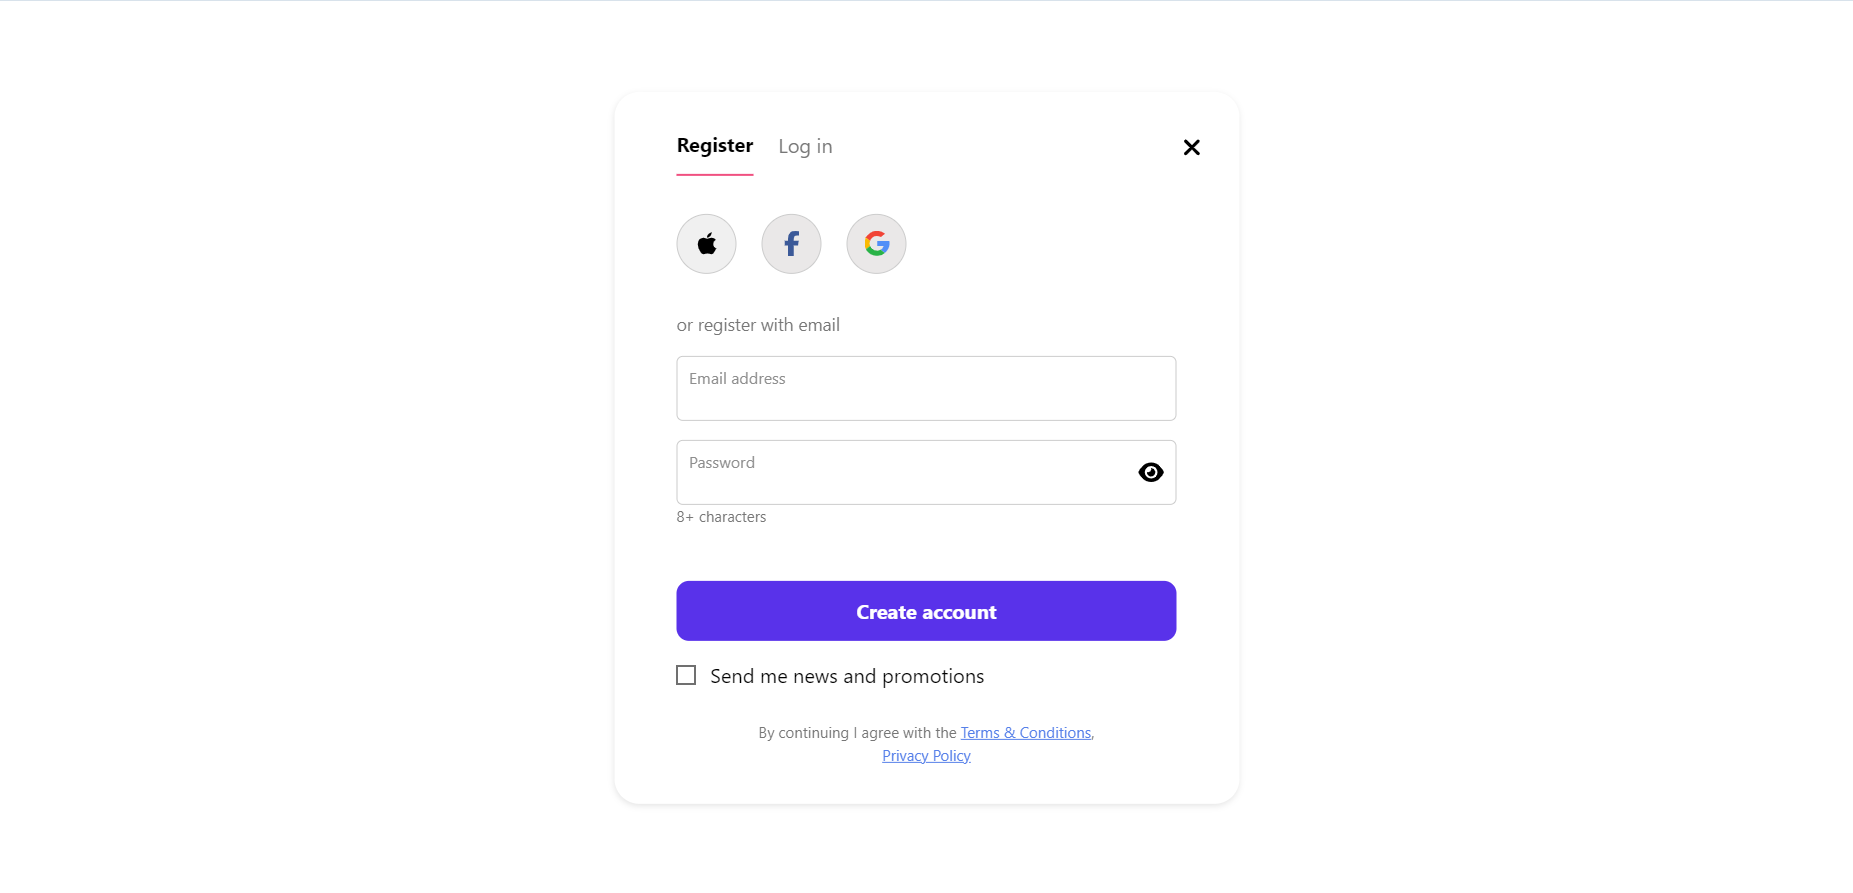 Register Log in
or register with email
Email address
Password
8+ characters
Create account
Send me news and promotions
By continuing I agree with the Terms & Conditions,
Privacy Policy